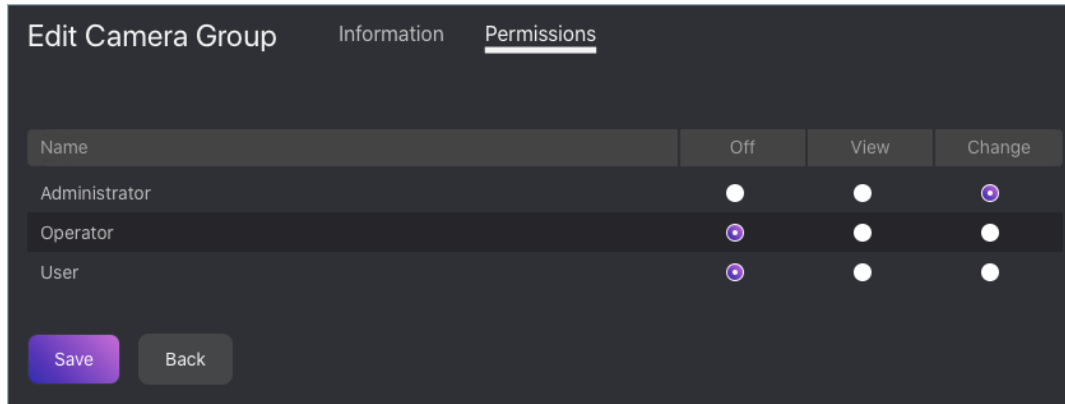 Edit Camera Group Information Permissions
Name Off View Change
Administrator
Operator
User
Save Back